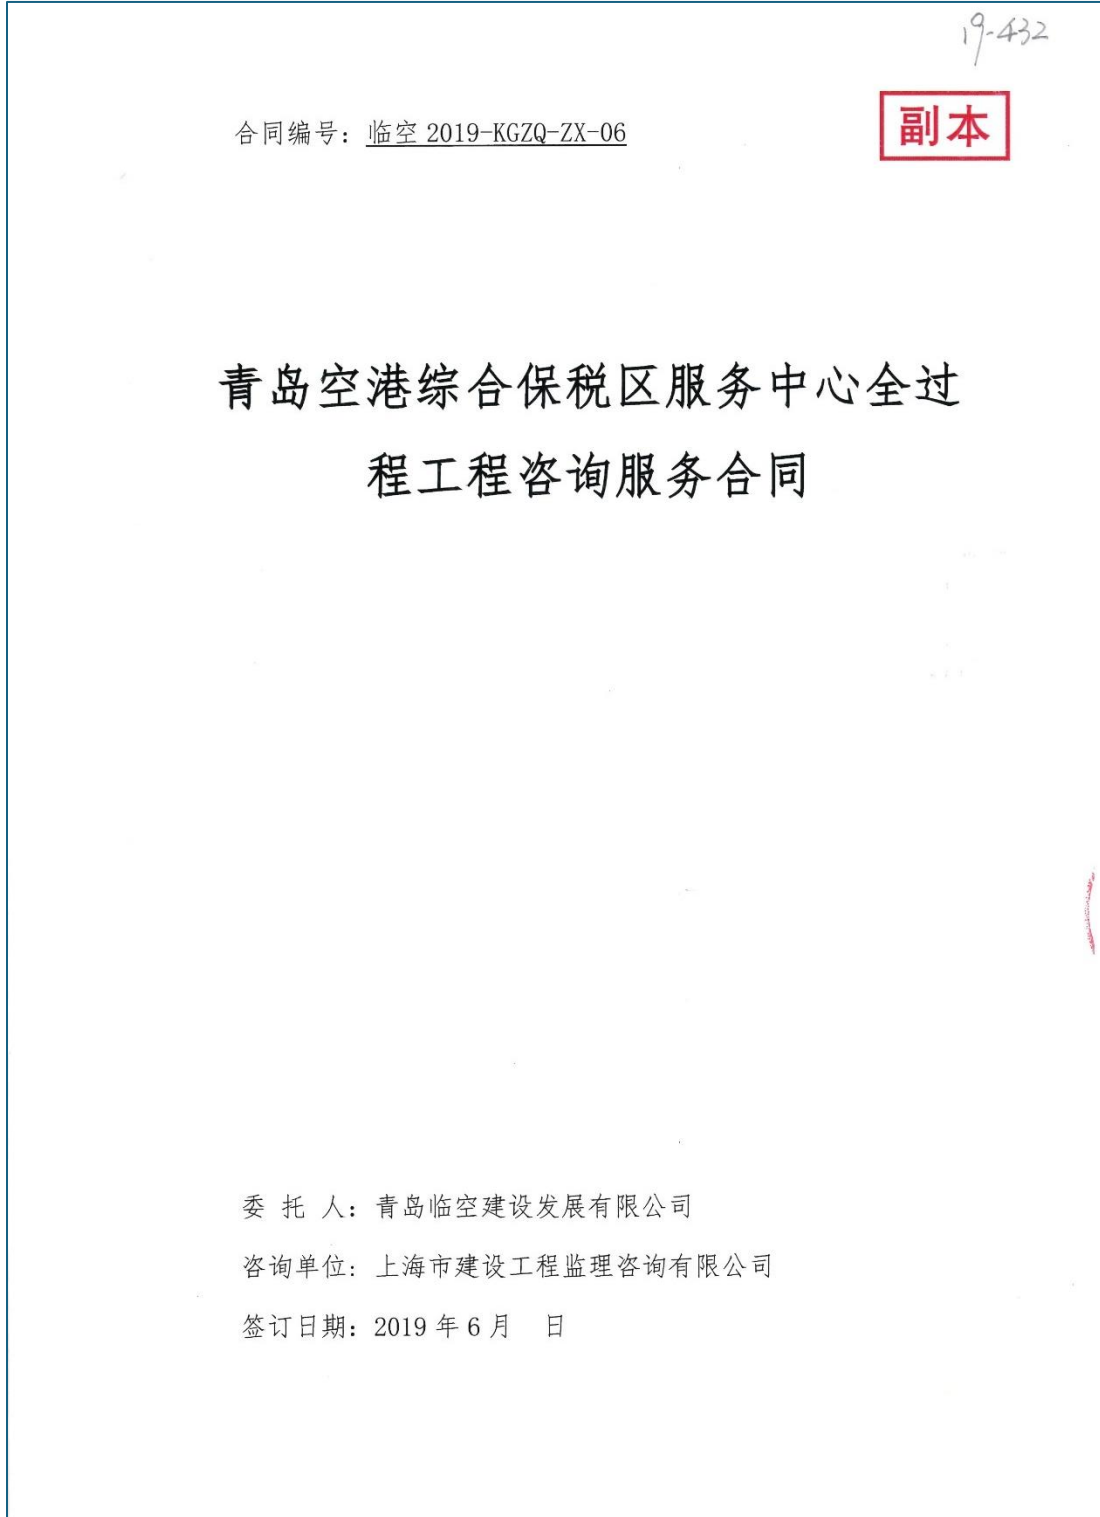 19-432
合同编号：临空 2019-KGZQ-ZX-06
副本
青岛空港综合保税区服务中心全过
程工程咨询服务合同
委 托 人：青岛临空建设发展有限公司
咨询单位：上海市建设工程监理咨询有限公司
签订日期：2019 年 6 月 日